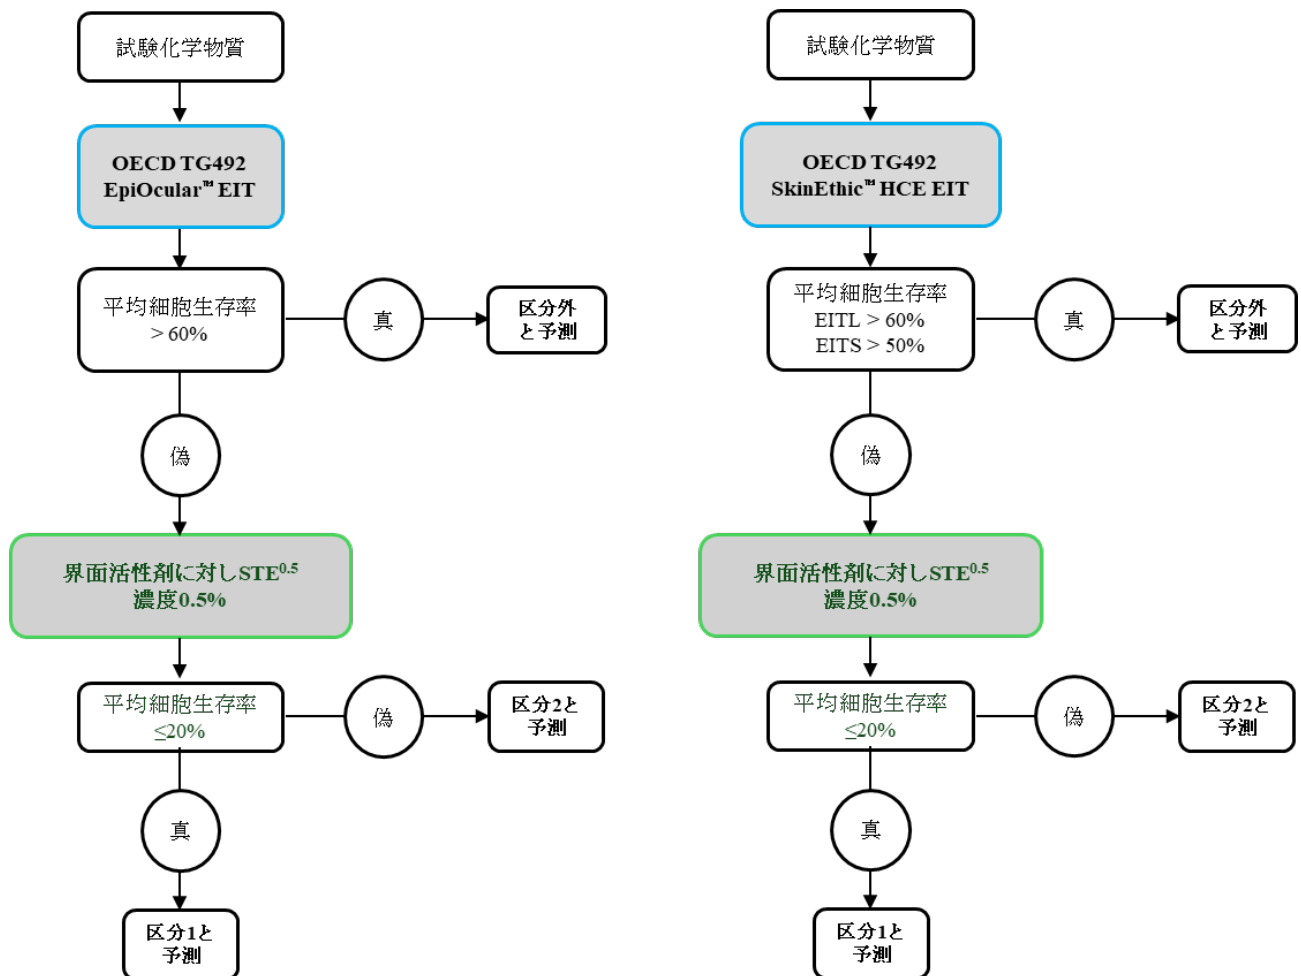 試験化学物質
OECD TG492
EpiOcular™ EIT
平均細胞生存率
> 60%
真
区分外
と予測
偽
界面活性剤に対しSTE0.5
濃度0.5%
平均細胞生存率
≤20%
偽
区分2と
予測
真
区分1と
予測
試験化学物質
OECD TG492
SkinEthic™ HCE EIT
平均細胞生存率
EITL > 60%
EITS > 50%
真
区分外
と予測
偽
界面活性剤に対しSTE0.5
濃度0.5%
平均細胞生存率
≤20%
偽
区分2と
予測
真
区分1と
予測